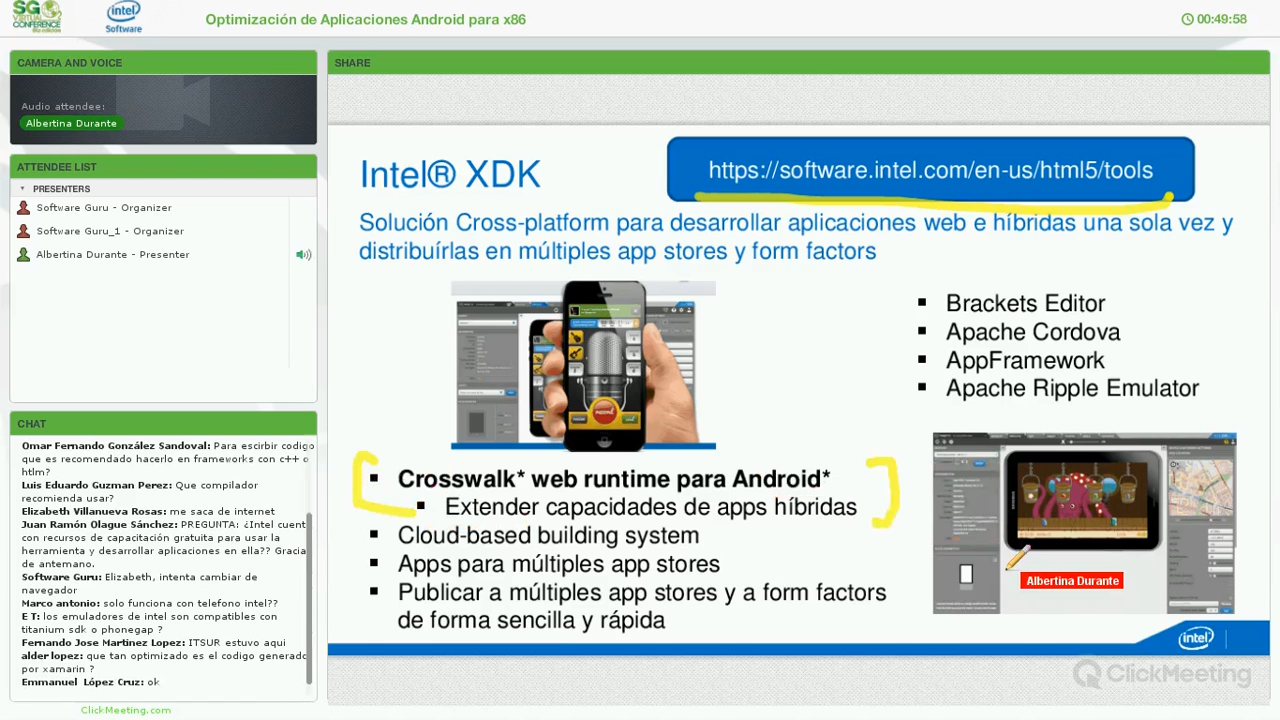 SG
VIRTUAL
CONFERENCE
intel
Software
Optimización de Aplicaciones Android para x86
00:49:58
CAMERA AND VOICE
Audio attendee:
Albertina Durante
ATTENDEE LIST
PRESENTERS
Software Guru - Organizer
Software Guru_1 - Organizer
Albertina Durante - Presenter
CHAT
Omar Fernando González Sandoval: Para escirbir codigo
que es recomendado hacerlo en frameworks con c++ o
htlm?
Luis Eduardo Guzman Perez: Que compilador
recomienda usar?
Elizabeth Villanueva Rosas: me saca de internet
Juan Ramón Olague Sánchez: PREGUNTA: ¿Intel cuent
con recursos de capacitación gratuita para usar la
herramienta y desarrollar aplicaciones en ella?? Gracia
de antemano.
Software Guru: Elizabeth, intenta cambiar de
navegador
Marco antonio: solo funciona con telefono intel??
E T: los emuladores de intel son compatibles con
titanium sdk o phonegap ?
Fernando Jose Martinez Lopez: ITSUR estuvo aqui
alder lopez: que tan optimizado es el codigo generado
por xamarin ?
Emmanuel López Cruz: ok
ClickMeeting.com
SHARE
Intel® XDK
https://software.intel.com/en-us/html5/tools
Solución Cross-platform para desarrollar aplicaciones web e híbridas una sola vez y
distribuírlas en múltiples app stores y form factors
Brackets Editor
Apache Cordova
AppFramework
Apache Ripple Emulator
Crosswalk* web runtime para Android*
Extender capacidades de apps híbridas
Cloud-based building system
Apps para múltiples app stores
Publicar a múltiples app stores y a form factors
de forma sencilla y rápida
Albertina Durante
intel
ClickMeeting